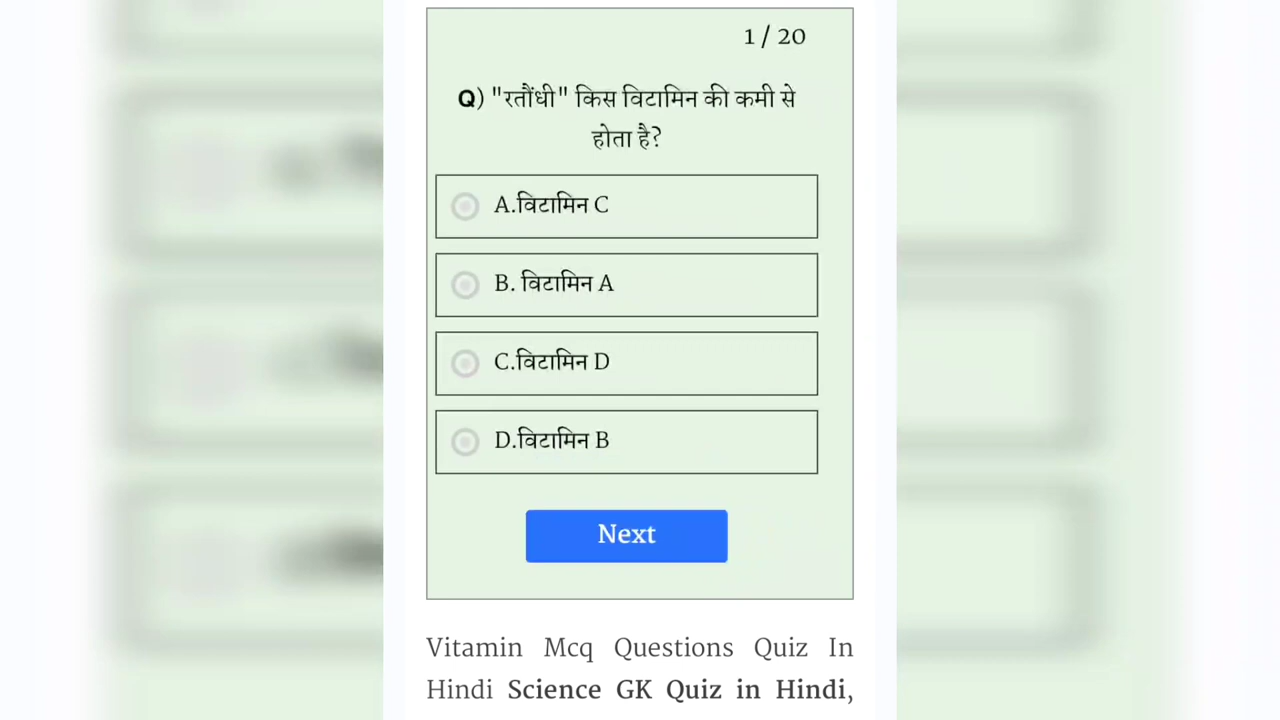 1 / 20
Q) "रतौंधी" किस विटामिन की कमी से
होता है?
A.विटामिन C
B. विटामिन A
C.विटामिन D
D.विटामिन B
Next
Vitamin Mcq Questions Quiz In
Hindi Science GK Quiz in Hindi,